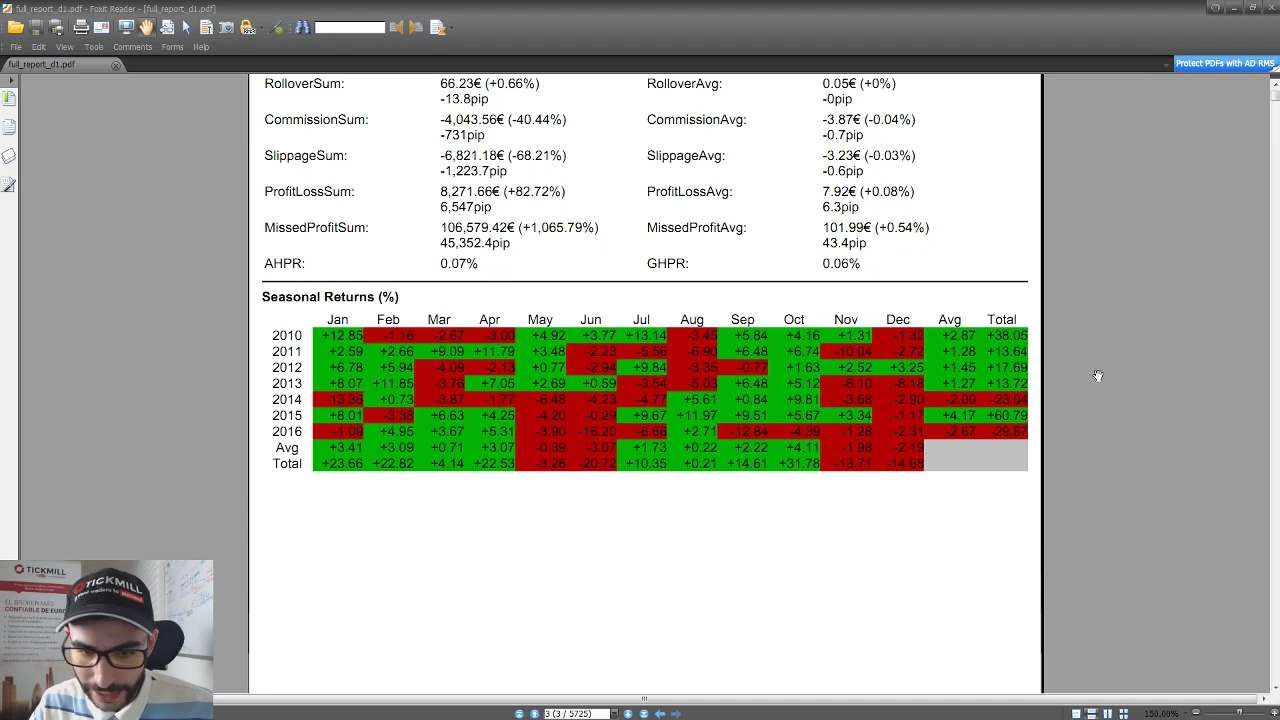 full_report_d1.pdf - Foxit Reader - [full_report_d1.pdf]
File Edit View Tools Comments Forms Help
full_report_d1.pdf
Protect PDFs with AD RMS
RolloverSum: 66.23€ (+0.66%) RolloverAvg: 0.05€ (+0%)
-13.8pip -0pip
CommissionSum: -4,043.56€ (-40.44%) CommissionAvg: -3.87€ (-0.04%)
-731pip -0.7pip
SlippageSum: -6,821.18€ (-68.21%) SlippageAvg: -3.23€ (-0.03%)
-1,223.7pip -0.6pip
ProfitLossSum: 8,271.66€ (+82.72%) ProfitLossAvg: 7.92€ (+0.08%)
6,547pip 6.3pip
MissedProfitSum: 106,579.42€ (+1,065.79%) MissedProfitAvg: 101.99€ (+0.54%)
45,352.4pip 43.4pip
AHPR: 0.07% GHPR: 0.06%
Seasonal Returns (%)
Jan Feb Mar Apr May Jun Jul Aug Sep Oct Nov Dec Avg Total
2010 +12.85 -1.16 -2.67 -3.00 +4.92 +3.77 +13.14 -3.45 +5.84 +4.16 +1.31 -1.32 +2.87 +38.05
2011 +2.59 +2.66 +9.09 +11.79 +3.48 -2.23 -5.56 -6.90 +6.48 +6.74 -10.04 -2.72 +1.28 +13.64
2012 +6.78 +5.94 -4.09 -2.13 +0.77 -2.94 +9.84 -3.35 -0.77 +1.63 +2.52 +3.25 +1.45 +17.69
2013 +8.07 +11.85 -3.76 +7.05 +2.69 +0.59 -3.54 -5.03 +6.48 +5.12 -6.10 -8.18 +1.27 +13.72
2014 -13.36 +0.73 -3.87 -1.77 -6.48 -4.23 -4.77 +5.61 +0.84 +9.81 -3.58 -2.90 -2.00 -23.04
2015 +8.01 -3.38 +6.63 +4.25 -4.20 -0.29 +9.67 +11.97 +9.51 +5.67 +3.34 -1.17 +4.17 +60.79
2016 -1.09 +4.95 +3.67 +5.31 -3.90 -16.20 -6.66 +2.71 -12.84 -4.39 -1.28 -2.31 -2.67 -29.67
Avg +3.41 +3.09 +0.71 +3.07 -0.39 -3.07 +1.73 +0.22 +2.22 +4.11 -1.98 -2.19
Total +23.66 +22.82 +4.14 +22.53 -3.28 -20.72 +10.35 +0.21 +14.61 +31.78 -13.71 -14.68
TICKMILL
EL BROKER MÁS
CONFIABLE DE EURO
TICKMILL
3 (3 / 5725)
150.00%